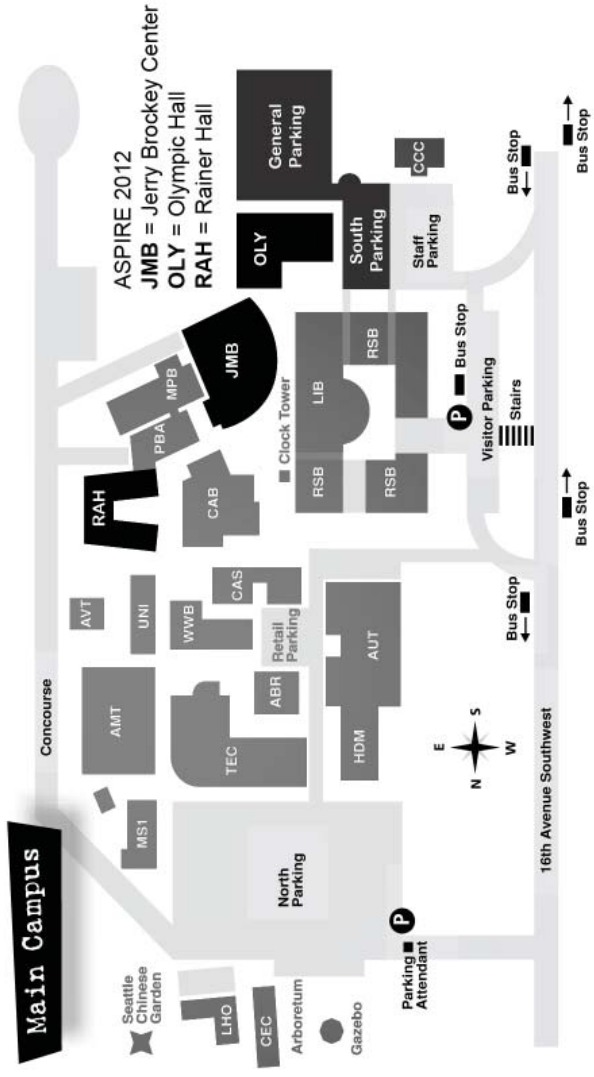 Main Campus
Concourse
ASPIRE 2012
JMB = Jerry Brockey Center
OLY = Olympic Hall
RAH = Rainer Hall
Seattle
Chinese
Garden
MS1
AMT
AVT
UNI
RAH
PBA
MPB
JMB
OLY
General
Parking
LHO
CEC
Arboretum
Gazebo
North
Parking
TEC
ABR
WWB
CAS
Retail
Parking
CAB
Clock Tower
RSB
LIB
RSB
RSB
South
Parking
Staff
Parking
CCC
HDM
AUT
Parking
Attendant
P
N
E
S
W
P
Bus Stop
Visitor Parking
Stairs
Bus Stop
Bus Stop
Bus Stop
Bus Stop
16th Avenue Southwest